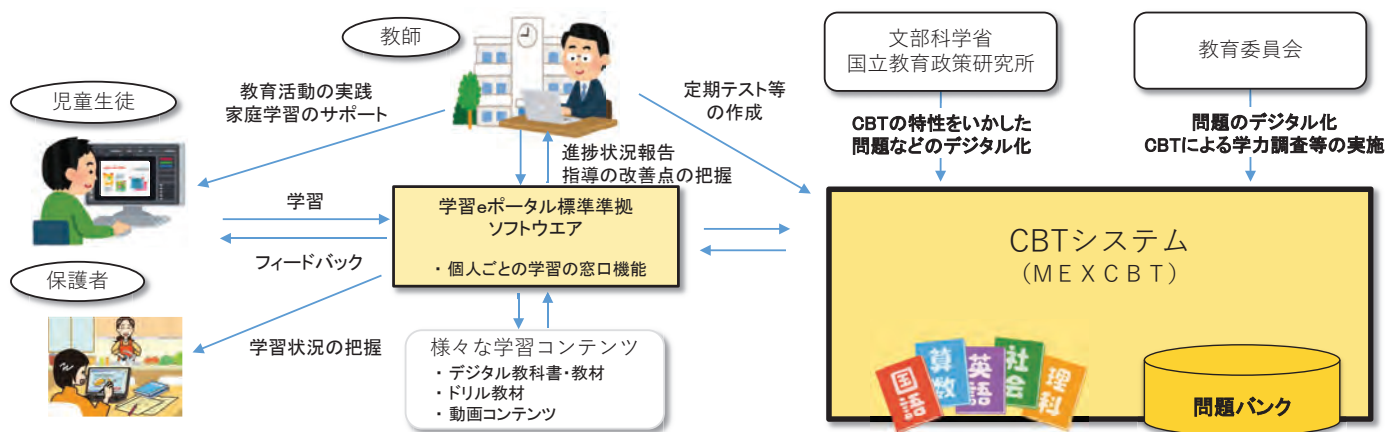 教師
文部科学省
国立教育政策研究所
教育委員会
児童生徒
教育活動の実践
家庭学習のサポート
定期テスト等
の作成
CBTの特性をいかした
問題などのデジタル化
問題のデジタル化
CBTによる学力調査等の実施
進捗状況報告
指導の改善点の把握
学習
フィードバック
学習eポータル標準準拠
ソフトウエア
・個人ごとの学習の窓口機能
CBTシステム
(MEXCBT)
保護者
学習状況の把握
様々な学習コンテンツ
・デジタル教科書・教材
・ドリル教材
・動画コンテンツ
国語
算数
英語
社会
理科
問題バンク